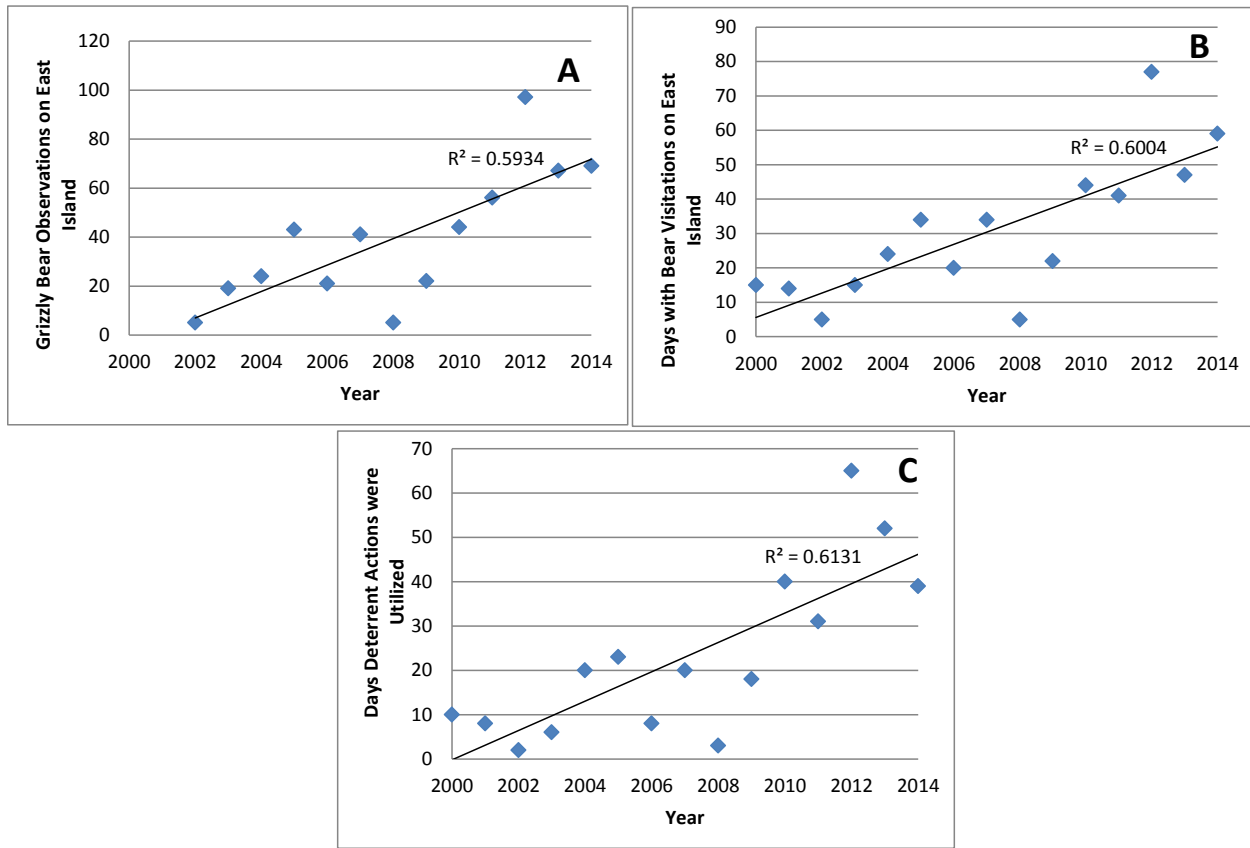 A
Grizzly Bear Observations on East
Island
120
100
80
60
40
20
0
R² = 0.5934
2000 2002 2004 2006 2008 2010 2012 2014
Year
B
Days with Bear Visitations on East
Island
90
80
70
60
50
40
30
20
10
0
R² = 0.6004
2000 2002 2004 2006 2008 2010 2012 2014
Year
C
Days Deterrent Actions were
Utilized
70
60
50
40
30
20
10
0
R² = 0.6131
2000 2002 2004 2006 2008 2010 2012 2014
Year